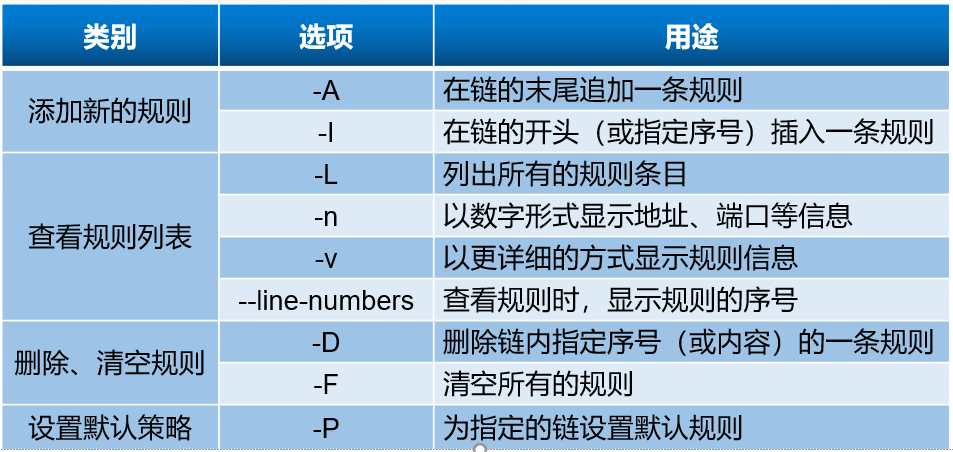 类别 选项 用途
添加新的规则 -A 在链的末尾追加一条规则
-I 在链的开头（或指定序号）插入一条规则
查看规则列表 -L 列出所有的规则条目
-n 以数字形式显示地址、端口等信息
-v 以更详细的方式显示规则信息
--line-numbers 查看规则时，显示规则的序号
删除、清空规则 -D 删除链内指定序号（或内容）的一条规则
-F 清空所有的规则
设置默认策略 -P 为指定的链设置默认规则